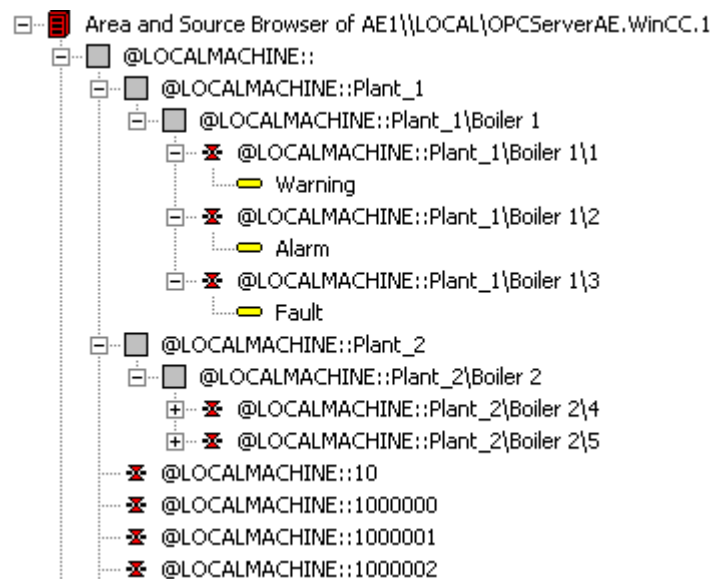 Area and Source Browser of AE1\\LOCAL\OPCServerAE.WinCC.1
@LOCALMACHINE::
@LOCALMACHINE::Plant_1
@LOCALMACHINE::Plant_1\Boiler 1
@LOCALMACHINE::Plant_1\Boiler 1\1
Warning
@LOCALMACHINE::Plant_1\Boiler 1\2
Alarm
@LOCALMACHINE::Plant_1\Boiler 1\3
Fault
@LOCALMACHINE::Plant_2
@LOCALMACHINE::Plant_2\Boiler 2
@LOCALMACHINE::Plant_2\Boiler 2\4
@LOCALMACHINE::Plant_2\Boiler 2\5
@LOCALMACHINE::10
@LOCALMACHINE::1000000
@LOCALMACHINE::1000001
@LOCALMACHINE::1000002